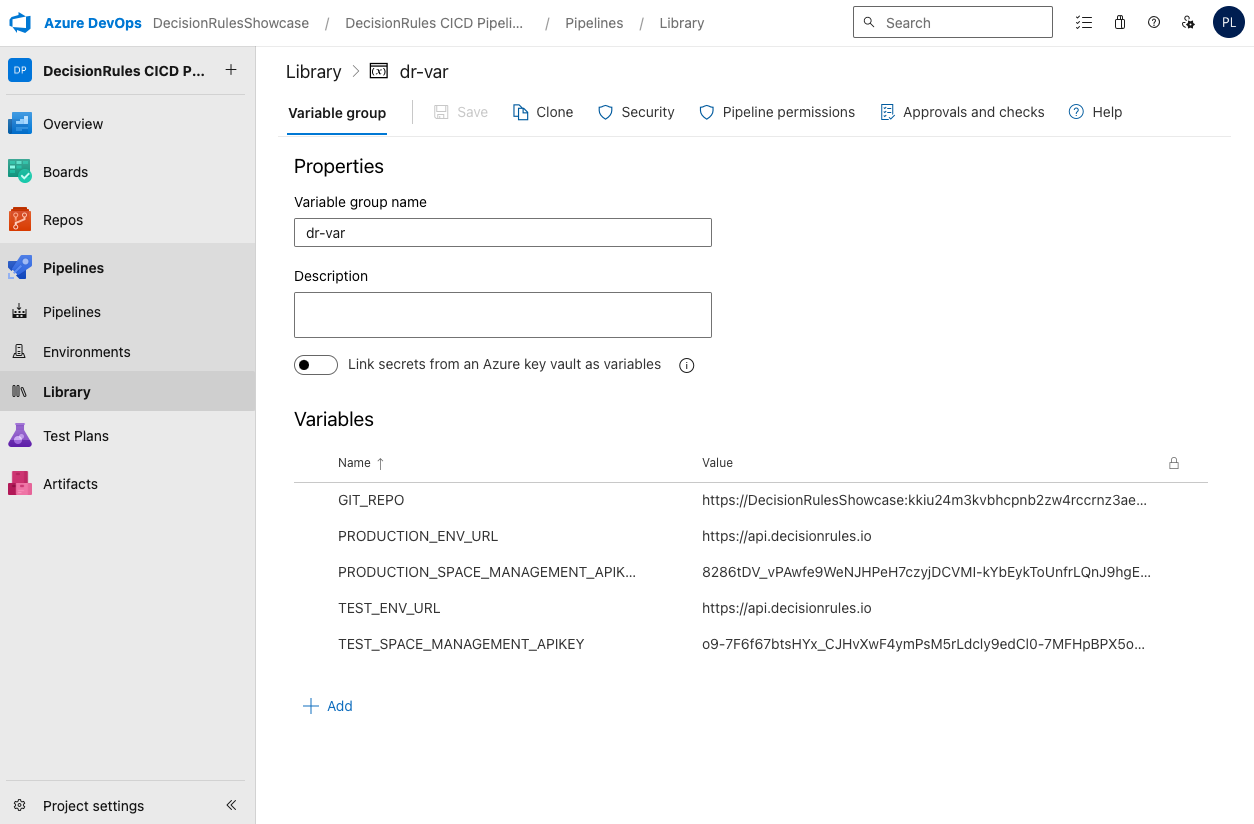 Azure DevOps DecisionRulesShowcase / DecisionRules CICD Pipeli... / Pipelines / Library Search PL
DP DecisionRules CICD P... +
Overview
Boards
Repos
Pipelines
Pipelines
Environments
Library
Test Plans
Artifacts
Project settings
Library > dr-var
Variable group Save Clone Security Pipeline permissions Approvals and checks Help
Properties
Variable group name
dr-var
Description
Link secrets from an Azure key vault as variables
Variables
Name ↑ Value
GIT_REPO https://DecisionRulesShowcase:kkiu24m3kvbhcpnb2zw4rccrnz3ae...
PRODUCTION_ENV_URL https://api.decisionrules.io
PRODUCTION_SPACE_MANAGEMENT_APIK... 8286tDV_vPAwfe9WeNJHPeH7czyjDCVMI-kYbEykToUnfrLQnJ9hgE...
TEST_ENV_URL https://api.decisionrules.io
TEST_SPACE_MANAGEMENT_APIKEY o9-7F6f67btsHYx_CJHvXwF4ymPsM5rLdcly9edCl0-7MFHpBPX5o...
+ Add